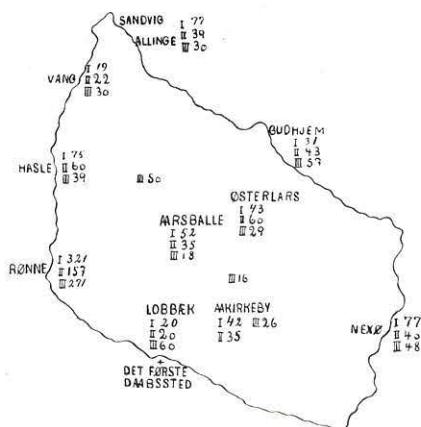 SANDVIG
ALLINGE
I 77
II 39
III 30
VANG
I 19
II 22
III 30
GUDHJEM
I 31
II 43
III 57
HASLE
I 75
II 60
III 39
III 50
ØSTERLARS
I 43
II 60
III 29
AARSBALLE
I 52
II 35
III 18
RØNNE
I 321
II 157
III 271
III 16
LOBBÆK
I 20
II 20
III 60
AAKIRKEBY
I 42 III 26
II 35
NEXØ
I 77
II 40
III 48
+
DET FØRSTE
DAABSSTED